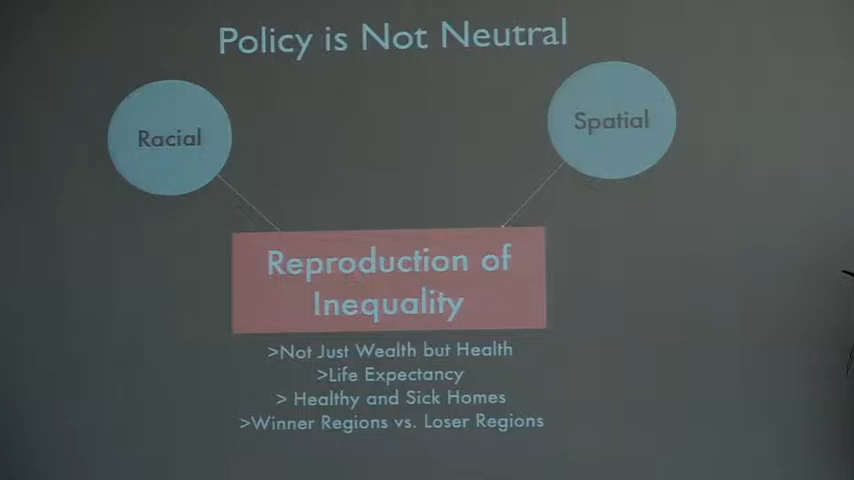 Policy is Not Neutral
Racial
Spatial
Reproduction of
Inequality
>Not Just Wealth but Health
>Life Expectancy
> Healthy and Sick Homes
>Winner Regions vs. Loser Regions